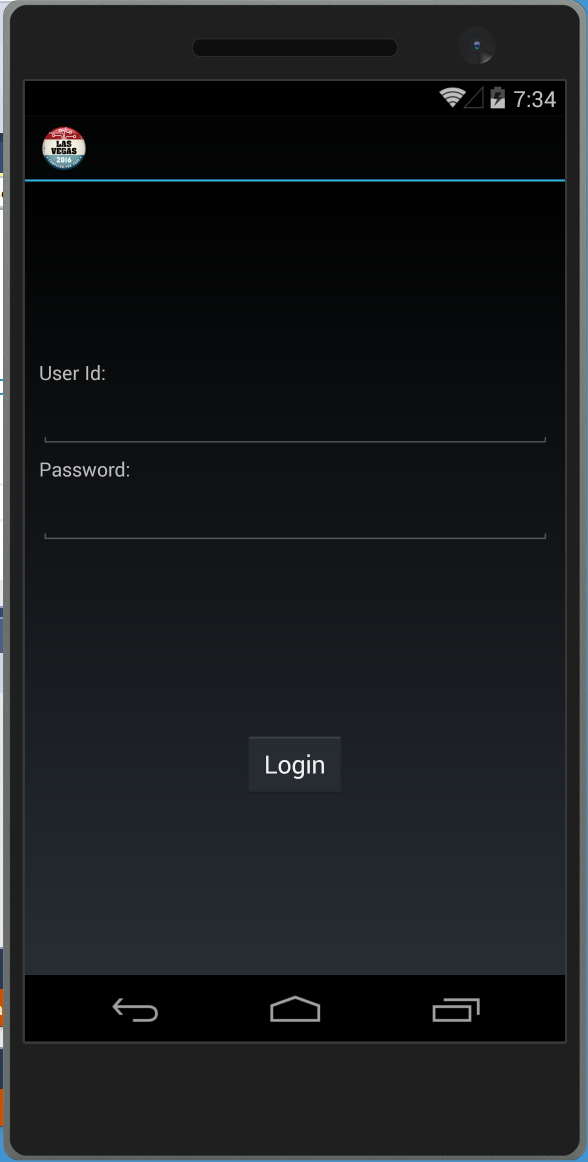 7:34
LAS
VEGAS
2016
User Id:
Password:
Login